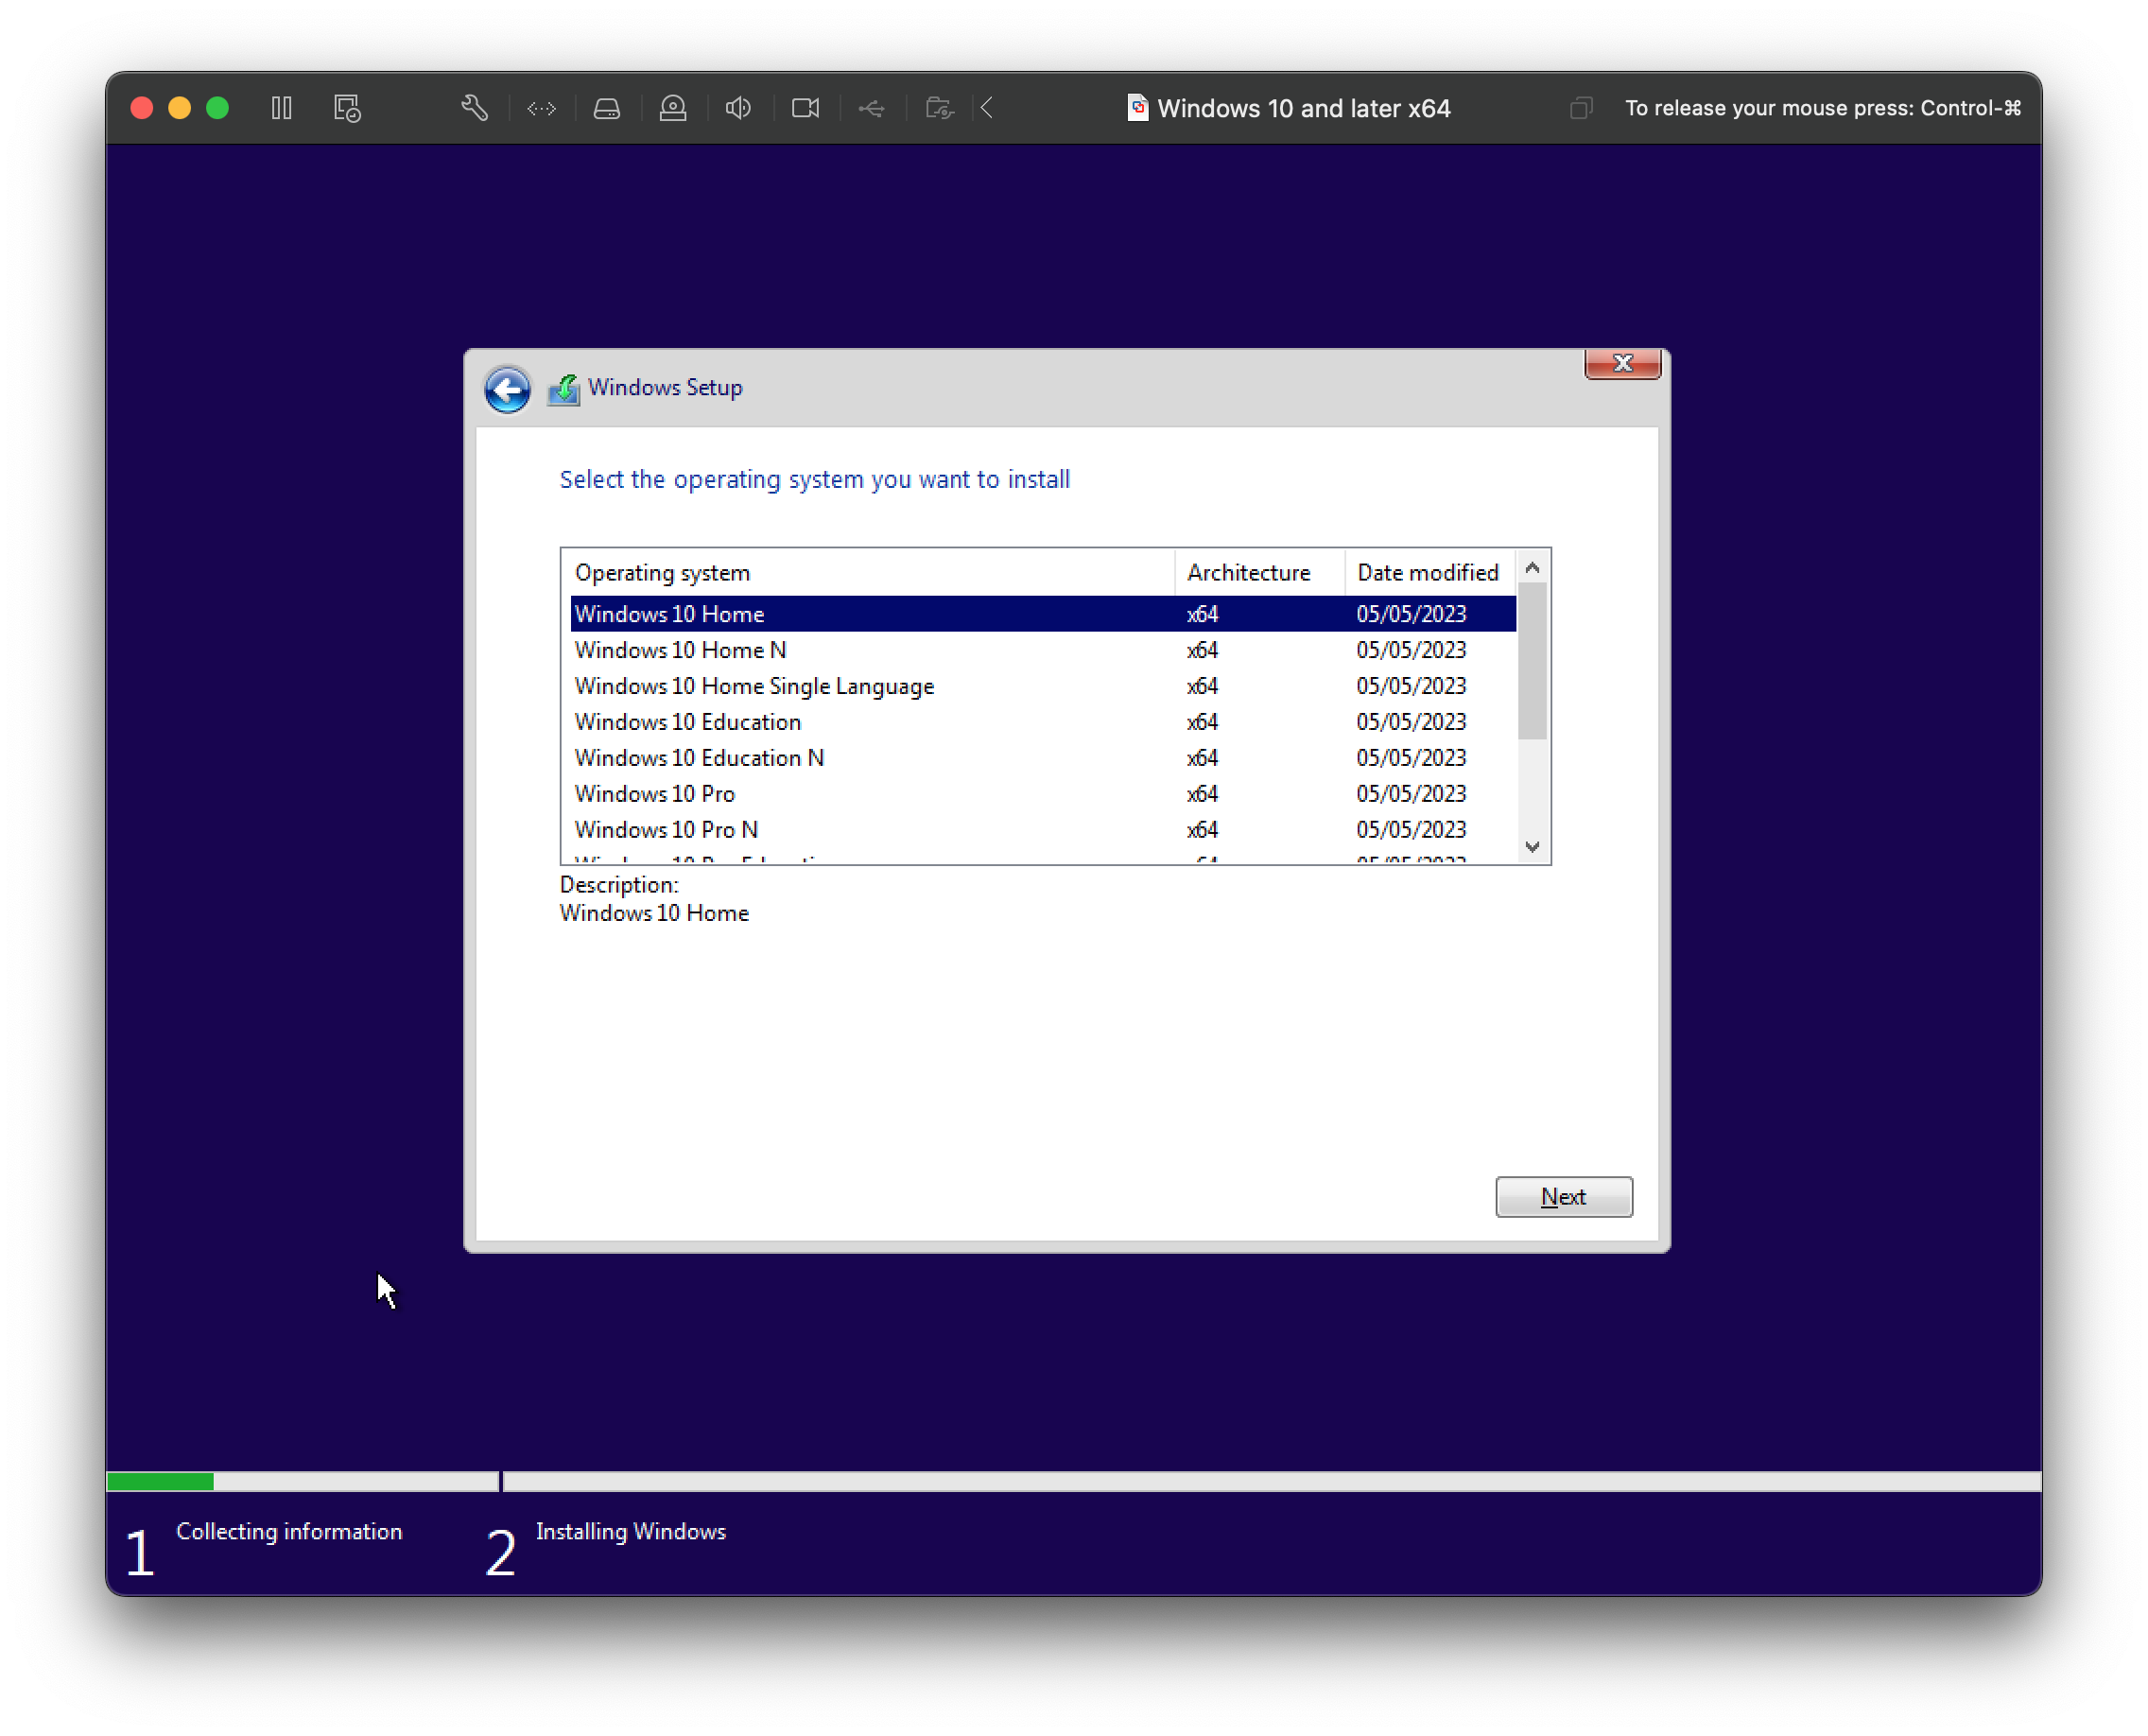 Windows 10 and later x64
To release your mouse press: Control-⌘
Windows Setup
X
Select the operating system you want to install
Operating system Architecture Date modified
Windows 10 Home x64 05/05/2023
Windows 10 Home N x64 05/05/2023
Windows 10 Home Single Language x64 05/05/2023
Windows 10 Education x64 05/05/2023
Windows 10 Education N x64 05/05/2023
Windows 10 Pro x64 05/05/2023
Windows 10 Pro N x64 05/05/2023
Description:
Windows 10 Home
Next
1 Collecting information
2 Installing Windows